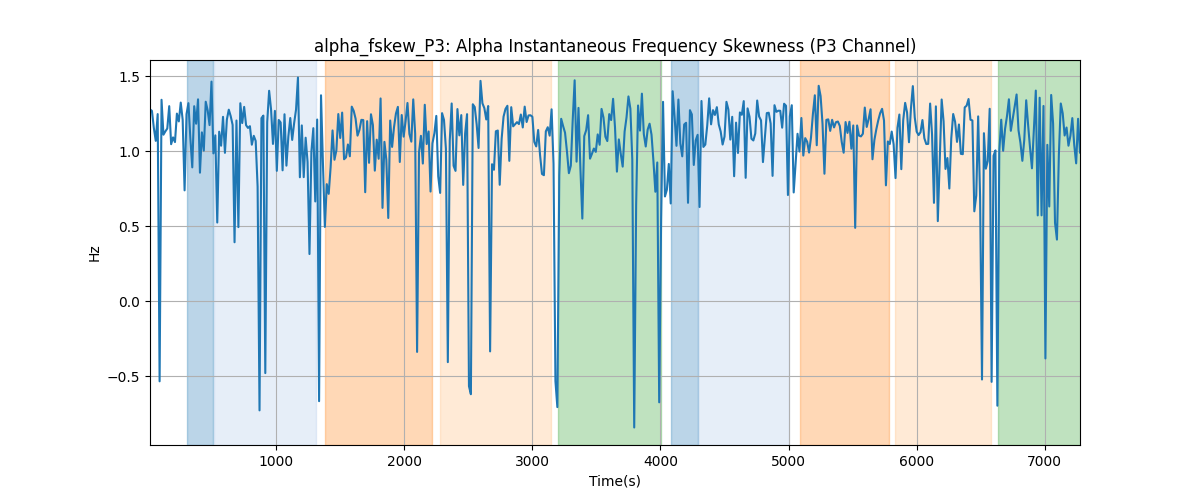 alpha_fskew_P3: Alpha Instantaneous Frequency Skewness (P3 Channel)
1.5
1.0
0.5
0.0
−0.5
Hz
1000 2000 3000 4000 5000 6000 7000
Time(s)